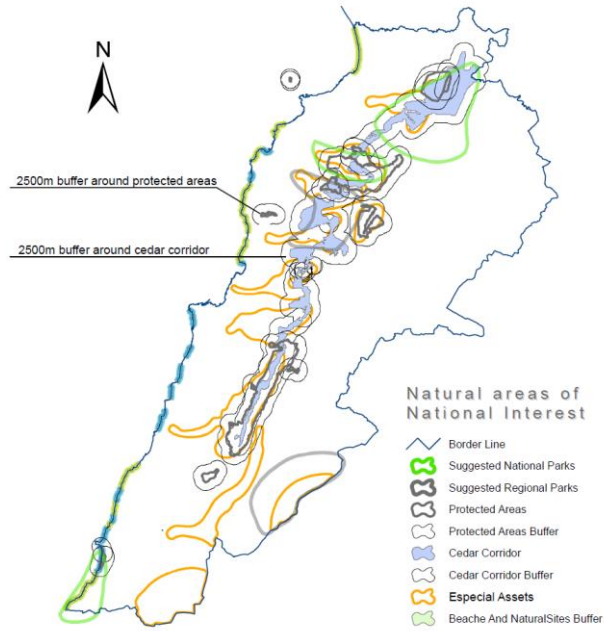 N
2500m buffer around protected areas
2500m buffer around cedar corridor
Natural areas of
National Interest
Border Line
Suggested National Parks
Suggested Regional Parks
Protected Areas
Protected Areas Buffer
Cedar Corridor
Cedar Corridor Buffer
Especial Assets
Beache And NaturalSites Buffer